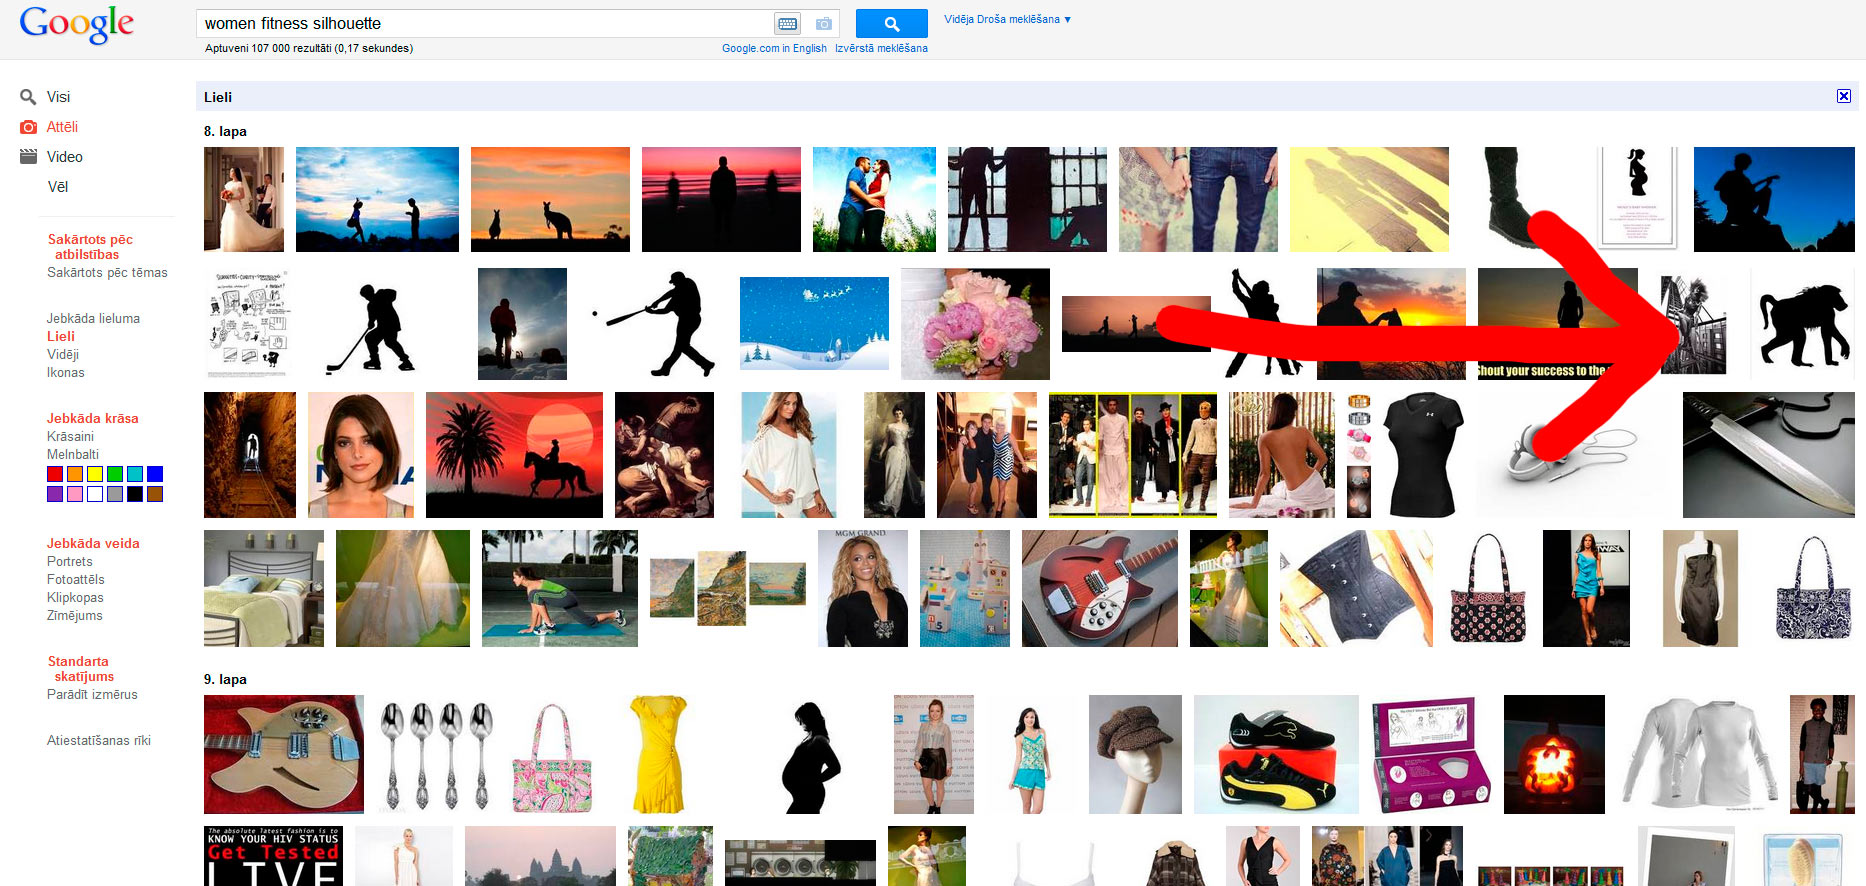 Google
women fitness silhouette
Vidēja Droša meklēšana ▼
Aptuveni 107 000 rezultāti (0,17 sekundes)
Google.com in English Izvērstā meklēšana
Visi
Attēli
Video
Vēl
Sakārtots pēc
atbilstības
Sakārtots pēc tēmas
Jebkāda lieluma
Lieli
Vidēji
Ikonas
Jebkāda krāsa
Krāsaini
Melnbalti
Jebkāda veida
Portrets
Fotoattēls
Klipkopas
Zīmējums
Standarta
skatījums
Parādīt izmērus
Atiestatīšanas rīki
Lieli
8. lapa
Shout your success to the
MGM GRAND
9. lapa
The absolute latest fashion is to
KNOW YOUR HIV STATUS
Get Tested
LIVE